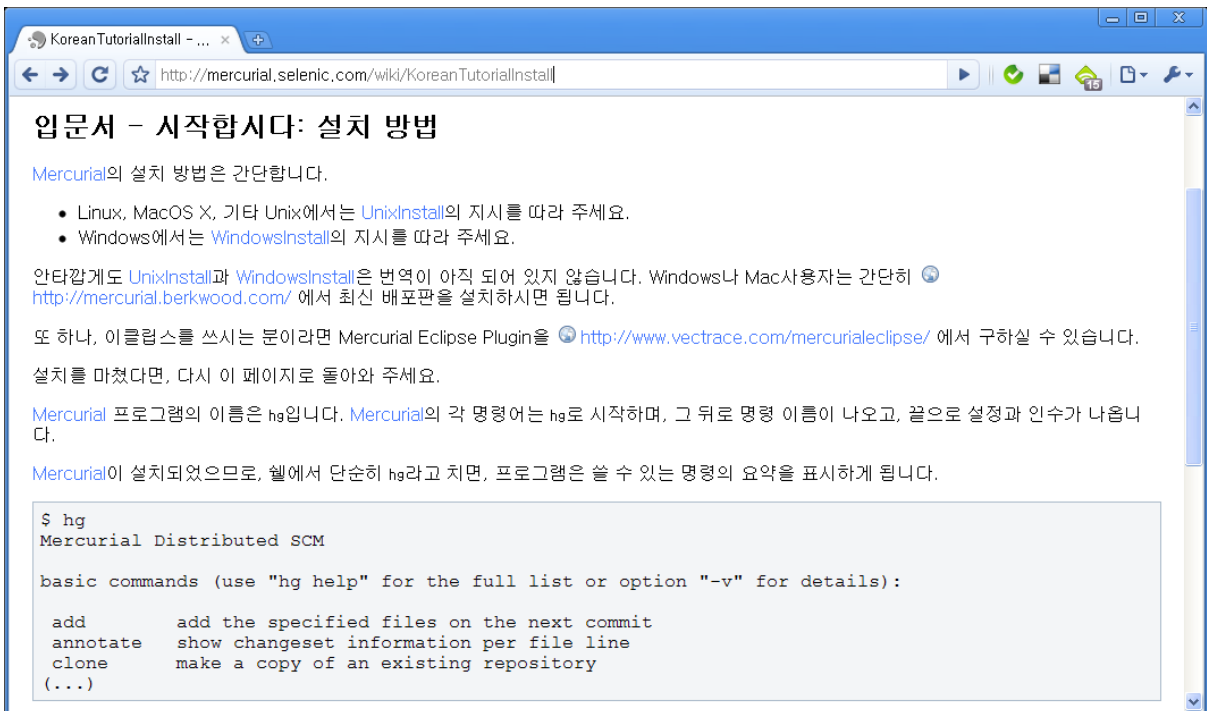 KoreanTutorialInstall - ...
http://mercurial.selenic.com/wiki/KoreanTutorialInstall
15
입문서 - 시작합시다: 설치 방법
Mercurial의 설치 방법은 간단합니다.
• Linux, MacOS X, 기타 Unix에서는 UnixInstall의 지시를 따라 주세요.
• Windows에서는 WindowsInstall의 지시를 따라 주세요.
안타깝게도 UnixInstall과 WindowsInstall은 번역이 아직 되어 있지 않습니다. Windows나 Mac사용자는 간단히
http://mercurial.berkwood.com/ 에서 최신 배포판을 설치하시면 됩니다.
또 하나, 이클립스를 쓰시는 분이라면 Mercurial Eclipse Plugin을 http://www.vectrace.com/mercurialeclipse/ 에서 구하실 수 있습니다.
설치를 마쳤다면, 다시 이 페이지로 돌아와 주세요.
Mercurial 프로그램의 이름은 hg입니다. Mercurial의 각 명령어는 hg로 시작하며, 그 뒤로 명령 이름이 나오고, 끝으로 설정과 인수가 나옵니
다.
Mercurial이 설치되었으므로, 쉘에서 단순히 hg라고 치면, 프로그램은 쓸 수 있는 명령의 요약을 표시하게 됩니다.
$ hg
Mercurial Distributed SCM
basic commands (use "hg help" for the full list or option "-v" for details):
add add the specified files on the next commit
annotate show changeset information per file line
clone make a copy of an existing repository
(...)